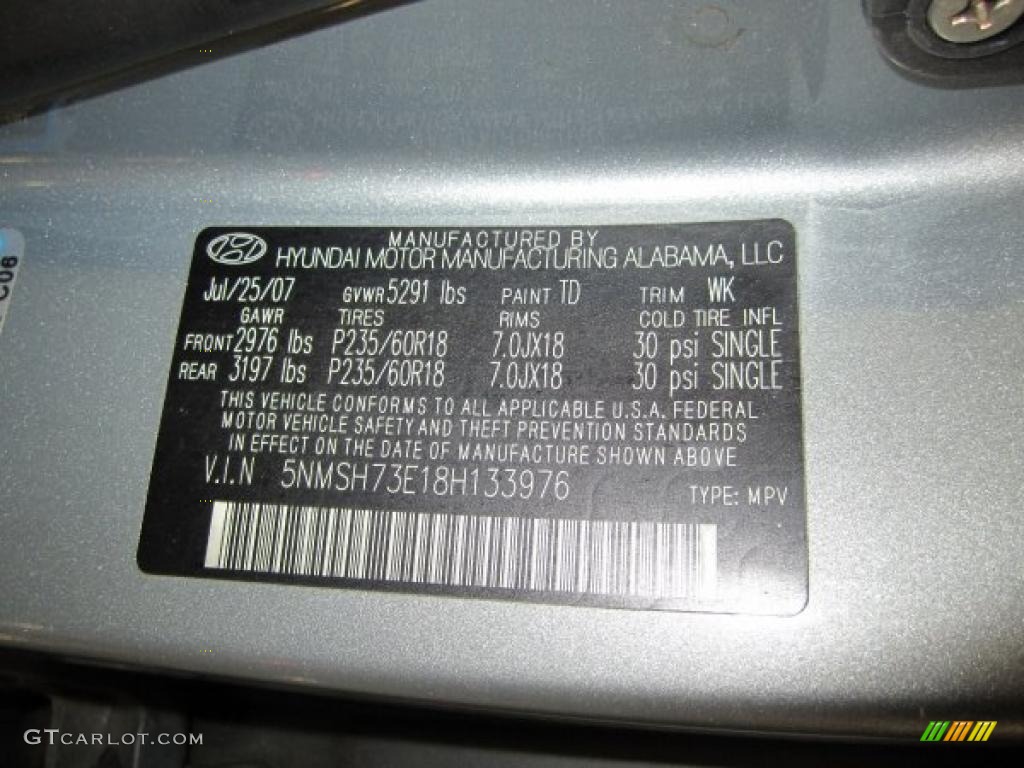 MANUFACTURED BY
HYUNDAI MOTOR MANUFACTURING ALABAMA, LLC
Jul/25/07 GVWR 5291 lbs PAINT TD TRIM WK
GAWR TIRES RIMS COLD TIRE INFL
FRONT 2976 lbs P235/60R18 7.0JX18 30 psi SINGLE
REAR 3197 lbs P235/60R18 7.0JX18 30 psi SINGLE
THIS VEHICLE CONFORMS TO ALL APPLICABLE U.S.A. FEDERAL
MOTOR VEHICLE SAFETY AND THEFT PREVENTION STANDARDS
IN EFFECT ON THE DATE OF MANUFACTURE SHOWN ABOVE
V.I.N 5NMSH73E18H133976
TYPE: MPV
GTCARLOT.COM